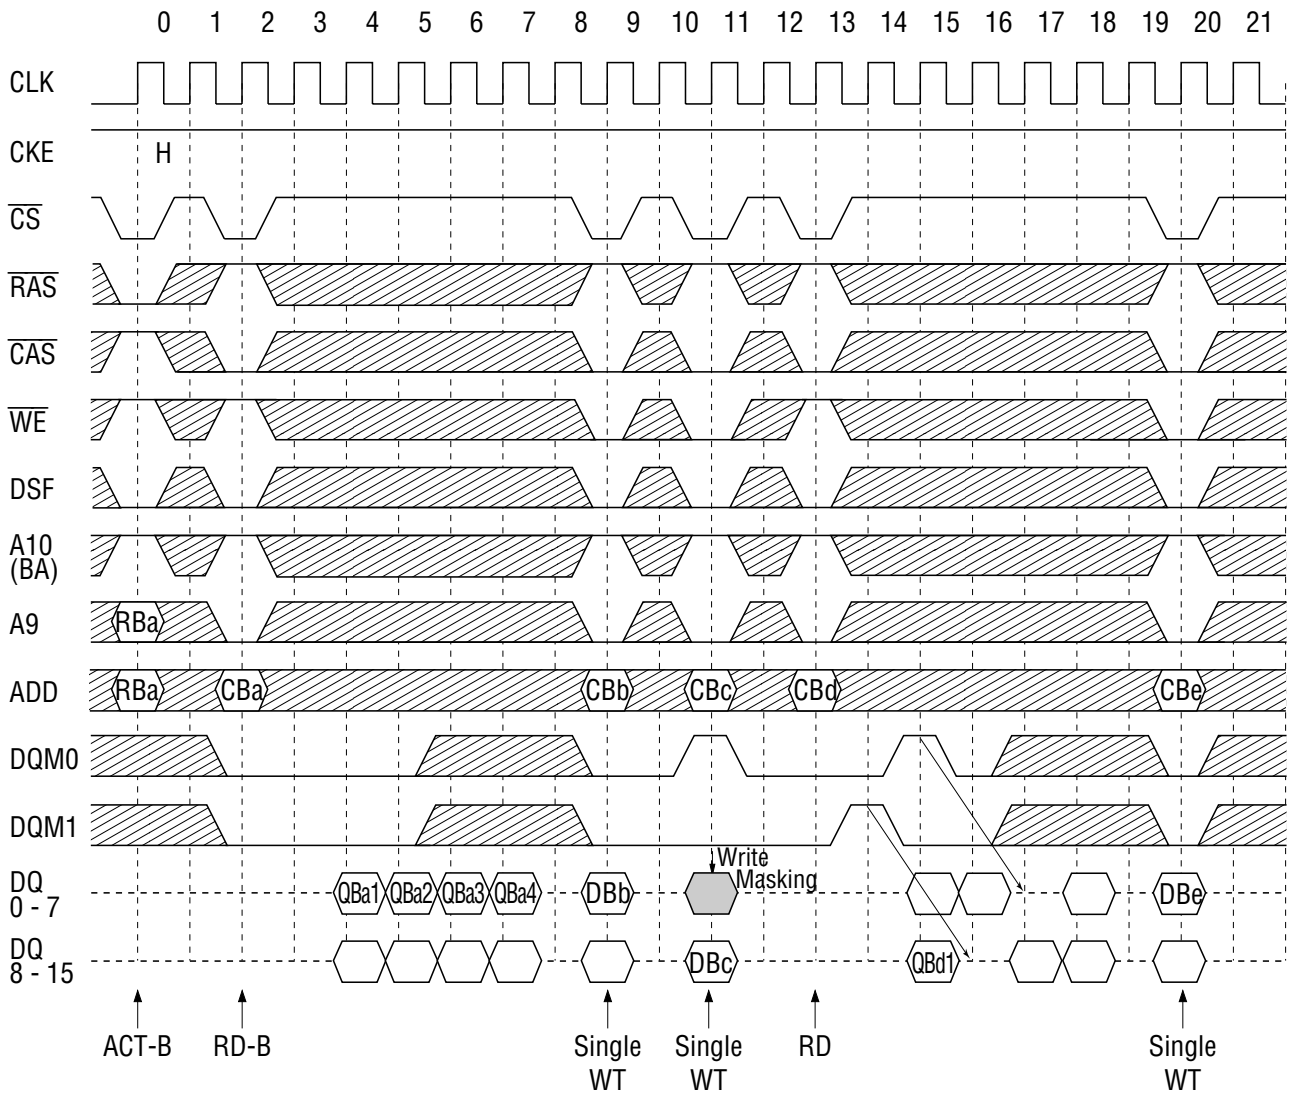 0 1 2 3 4 5 6 7 8 9 10 11 12 13 14 15 16 17 18 19 20 21
CLK
CKE H
CS
RAS
CAS
WE
DSF
A10
(BA)
A9 RBa
ADD RBa CBa CBb CBc CBd CBe
DQM0
DQM1
Write
Masking
DQ
0 - 7 QBa1 QBa2 QBa3 QBa4 DBb DBe
DQ
8 - 15 DBc QBd1
ACT-B RD-B Single Single RD Single
WT WT WT